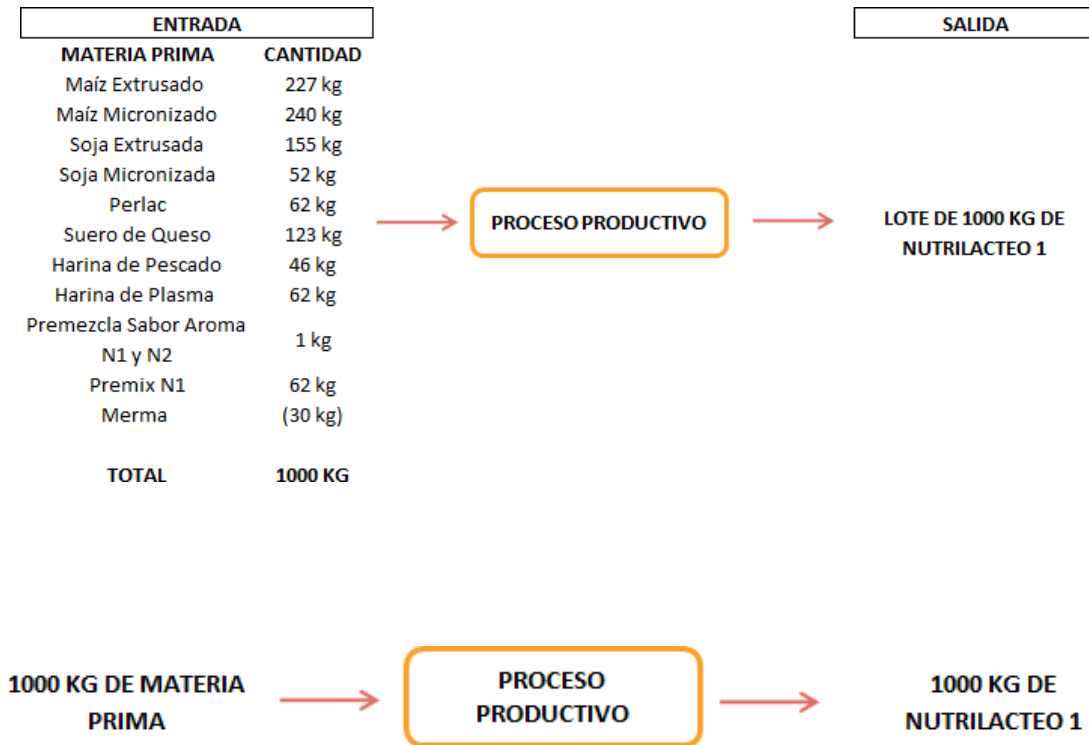 ENTRADA
SALIDA
MATERIA PRIMA CANTIDAD
Maíz Extrusado 227 kg
Maíz Micronizado 240 kg
Soja Extrusada 155 kg
Soja Micronizada 52 kg
Perlac 62 kg
Suero de Queso 123 kg
Harina de Pescado 46 kg
Harina de Plasma 62 kg
Premezcla Sabor Aroma
N1 y N2 1 kg
Premix N1 62 kg
Merma (30 kg)
TOTAL 1000 KG
PROCESO PRODUCTIVO
LOTE DE 1000 KG DE
NUTRILACTEO 1
1000 KG DE MATERIA
PRIMA
PROCESO
PRODUCTIVO
1000 KG DE
NUTRILACTEO 1